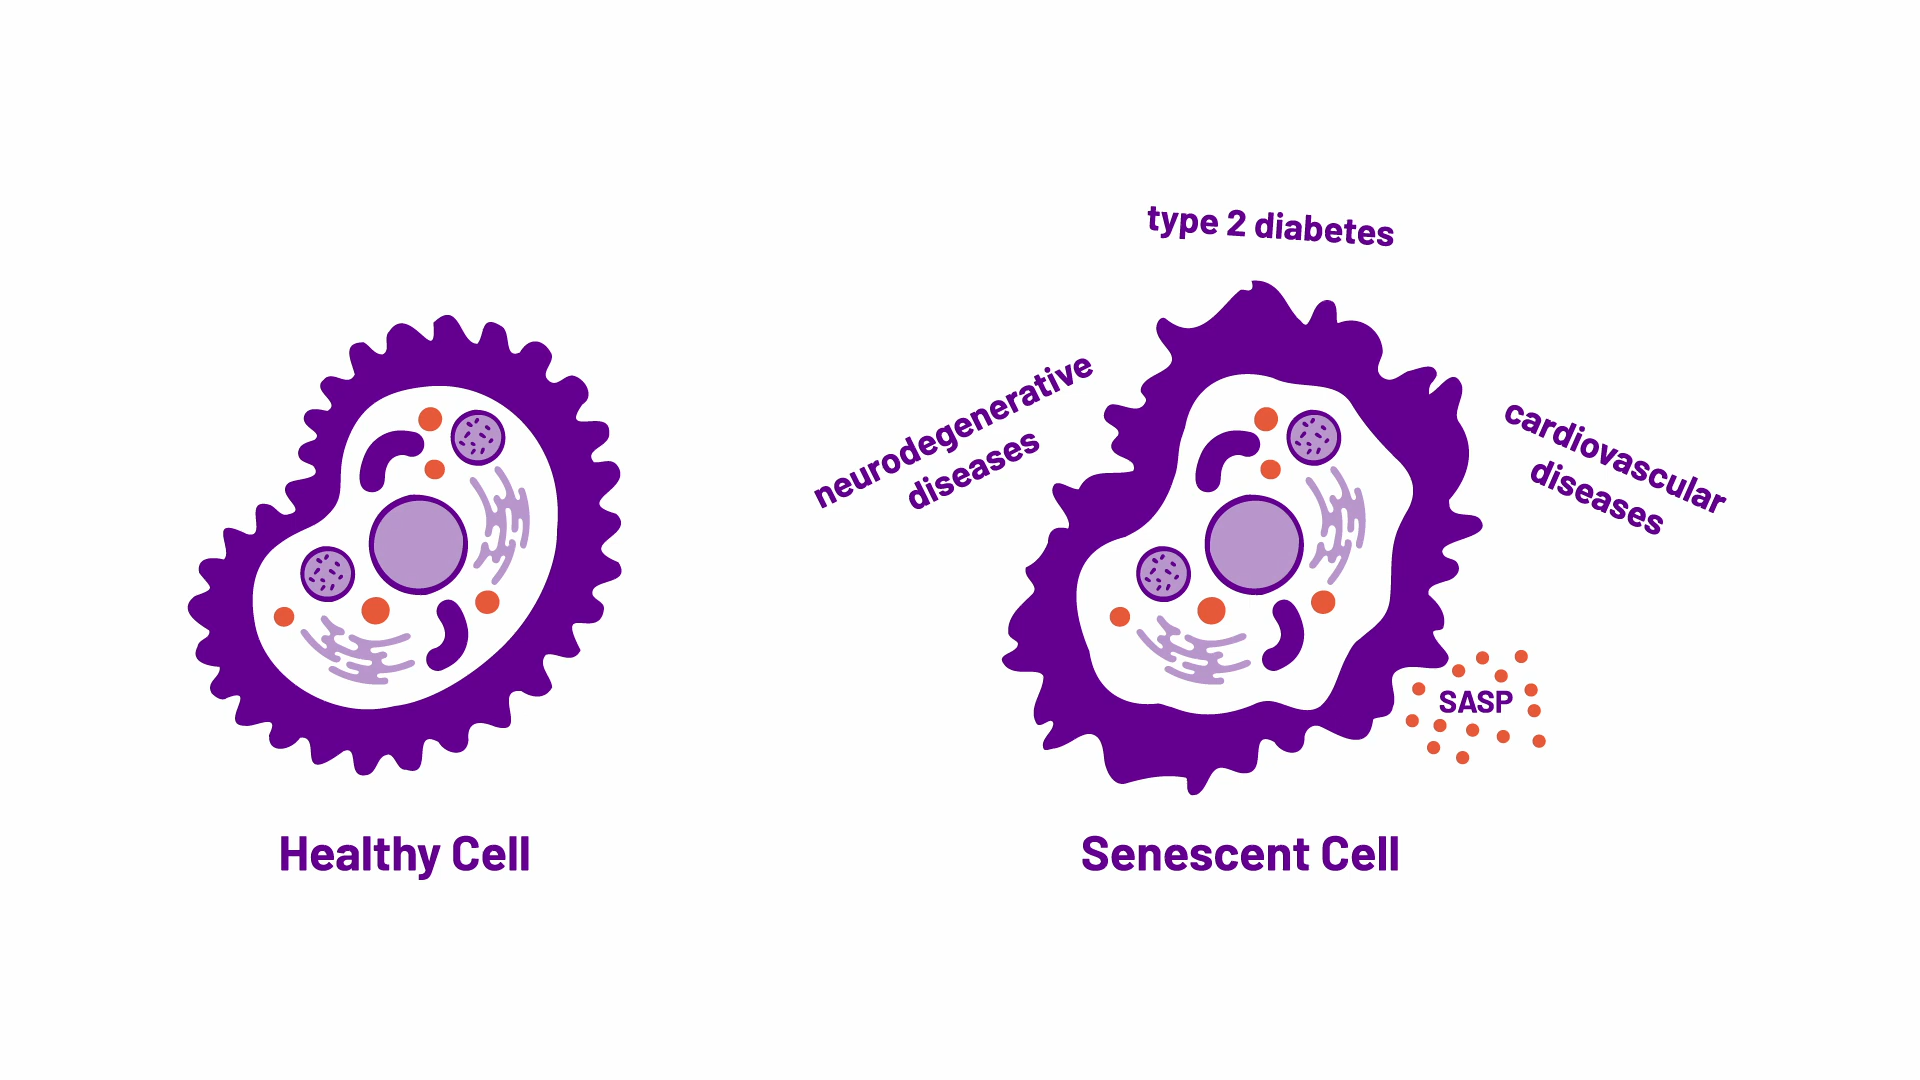 type 2 diabetes
neurodegenerative
diseases
cardiovascular
diseases
SASP
Healthy Cell
Senescent Cell